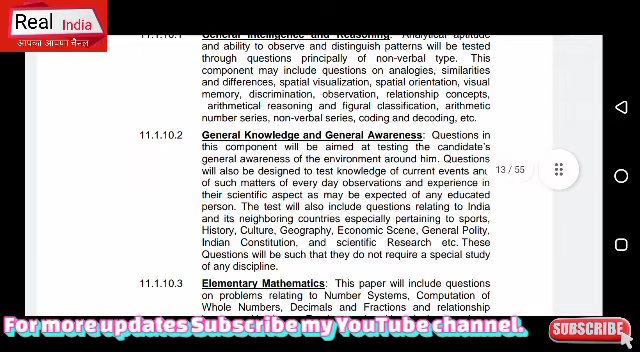 Real India
आपका अपना चैनल
11.1.10.1 General Intelligence and Reasoning: Analytical aptitude
and ability to observe and distinguish patterns will be tested
through questions principally of non-verbal type. This
component may include questions on analogies, similarities
and differences, spatial visualization, spatial orientation, visual
memory, discrimination, observation, relationship concepts,
arithmetical reasoning and figural classification, arithmetic
number series, non-verbal series, coding and decoding, etc.
11.1.10.2 General Knowledge and General Awareness: Questions in
this component will be aimed at testing the candidate's
general awareness of the environment around him. Questions
will also be designed to test knowledge of current events and
of such matters of every day observations and experience in
their scientific aspect as may be expected of any educated
person. The test will also include questions relating to India
and its neighboring countries especially pertaining to sports,
History, Culture, Geography, Economic Scene, General Polity,
Indian Constitution, and scientific Research etc. These
Questions will be such that they do not require a special study
of any discipline.
13 / 55
11.1.10.3 Elementary Mathematics: This paper will include questions
on problems relating to Number Systems, Computation of
Whole Numbers, Decimals and Fractions and relationship
For more updates Subscribe my YouTube channel.
SUBSCRIBE